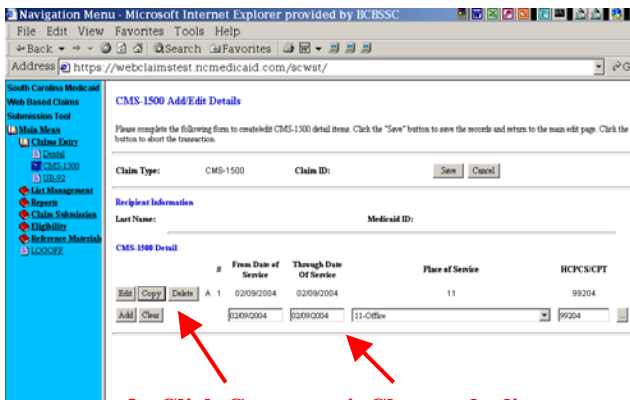 Navigation Menu - Microsoft Internet Explorer provided by BCBSSC
File Edit View Favorites Tools Help
Back Search Favorites
Address https://webclaimstest.ncmedicaid.com/scwst/
South Carolina Medicaid
Web Based Claims
Submission Tool
Main Menu
Claims Entry
Dental
CMS-1500
UB-92
List Management
Reports
Claim Submission
Eligibility
Reference Materials
LOGOFF
CMS-1500 Add/Edit Details
Please complete the following form to create/edit CMS-1500 detail items. Click the "Save" button to save the records and return to the main edit page. Click the
button to abort the transaction.
Claim Type: CMS-1500 Claim ID: Save Cancel
Recipient Information
Last Name: Medicaid ID:
CMS-1500 Detail
# From Date of Service Through Date Of Service Place of Service HCPCS/CPT
Edit Copy Delete A 1 02/09/2004 02/09/2004 11 99204
Add Clear 02/09/2004 02/09/2004 11-Office 99204 ...